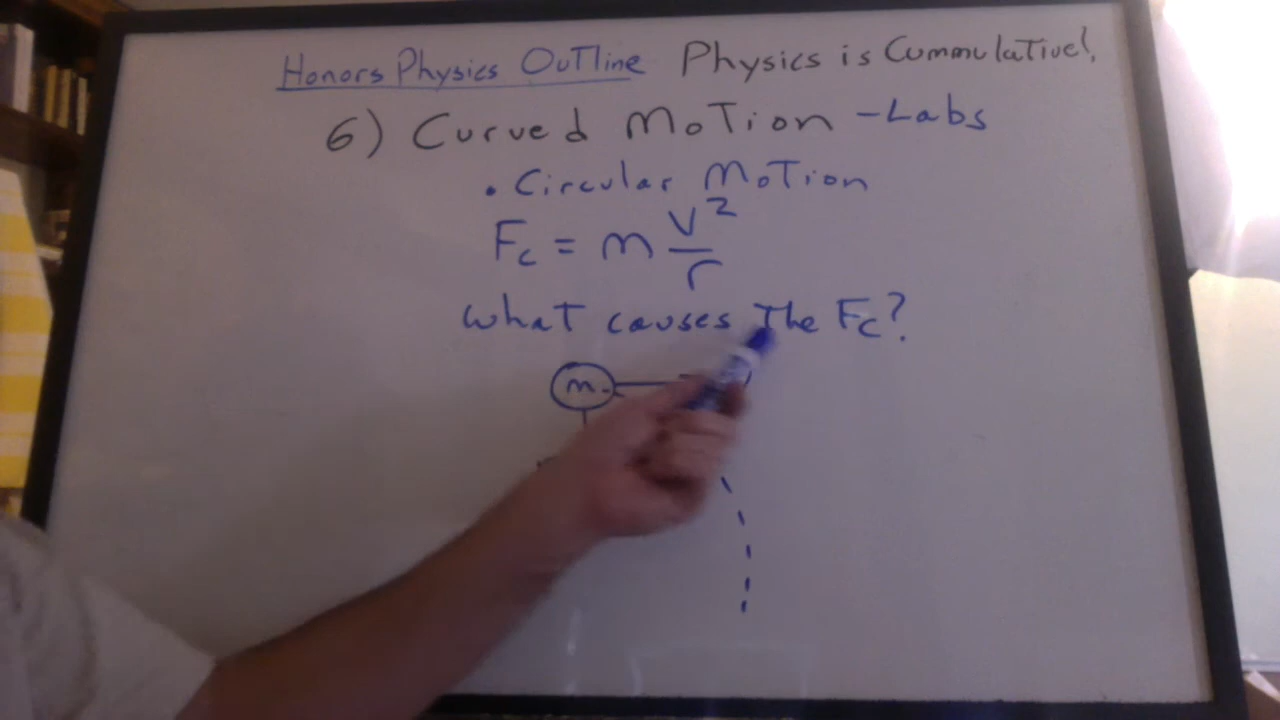 Honors Physics Outline Physics is Cummulative!
6) Curved Motion - Labs
• Circular Motion
Fc = m v²/r
What causes the Fc?
m